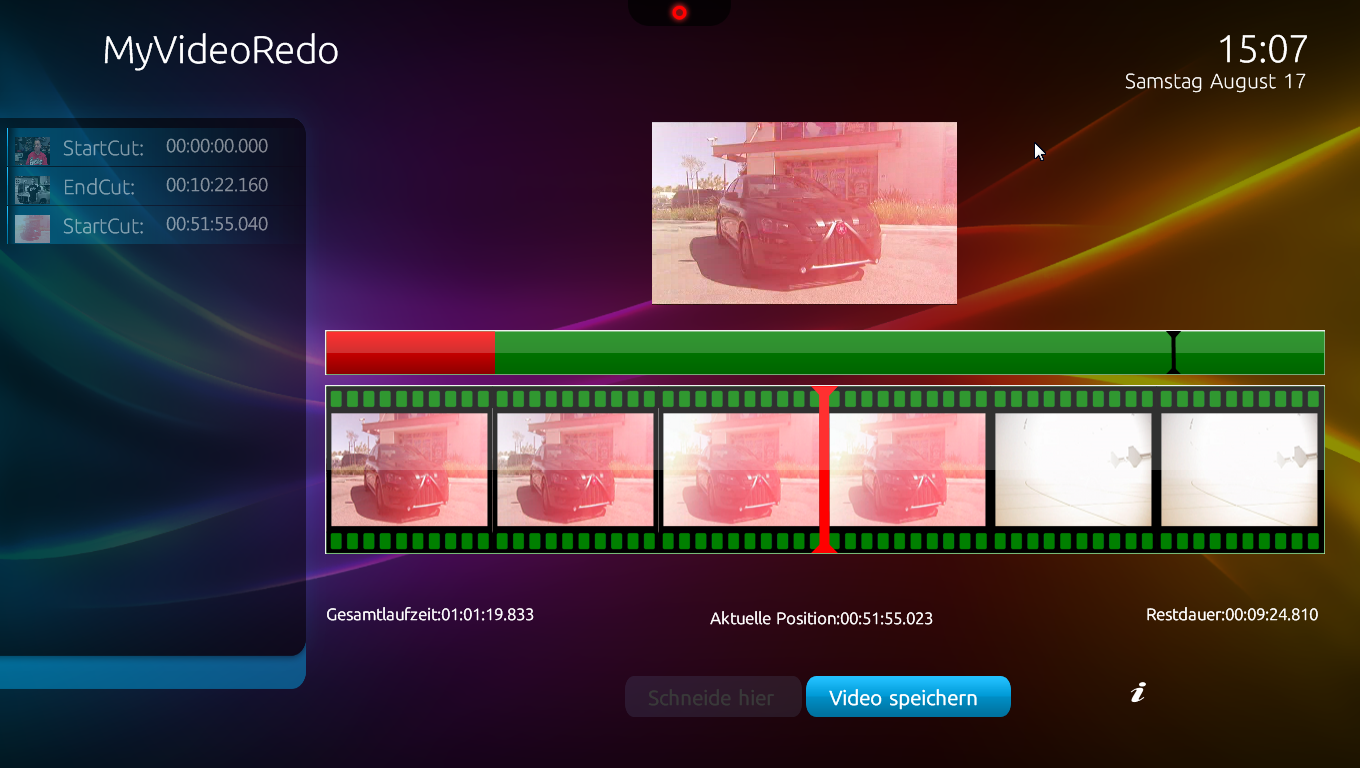 MyVideoRedo
15:07
Samstag August 17
StartCut: 00:00:00.000
EndCut: 00:10:22.160
StartCut: 00:51:55.040
Gesamtlaufzeit:01:01:19.833
Aktuelle Position:00:51:55.023
Restdauer:00:09:24.810
Schneide hier
Video speichern
i